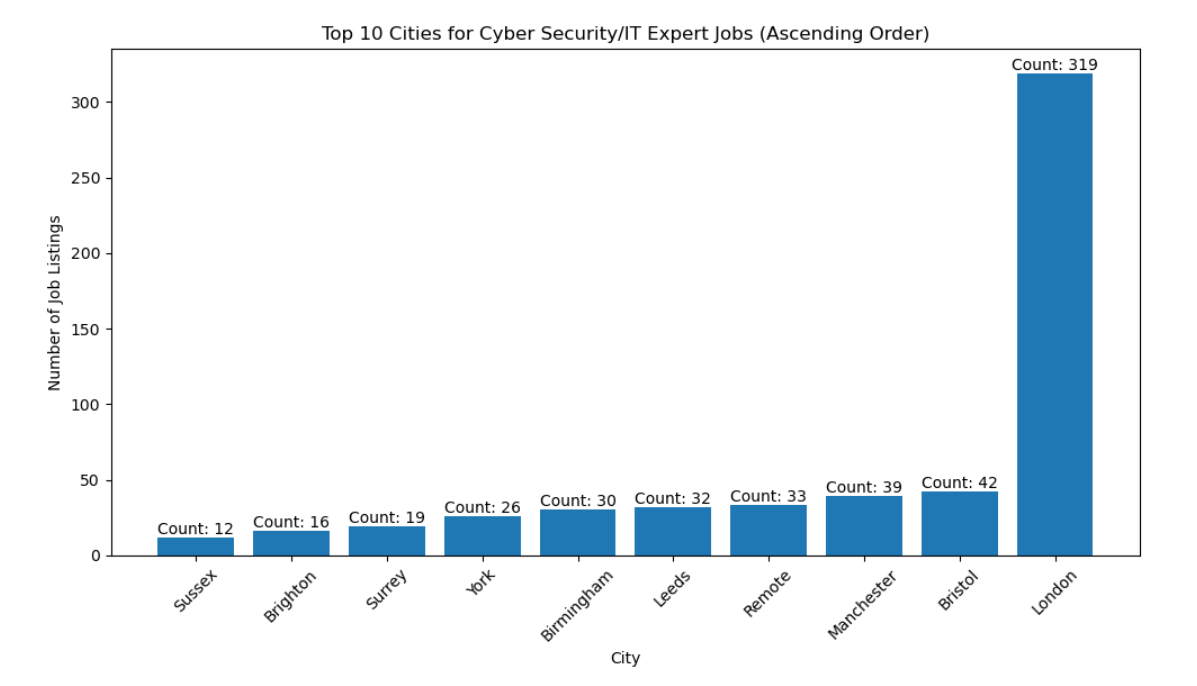 Top 10 Cities for Cyber Security/IT Expert Jobs (Ascending Order)
Number of Job Listings
300
250
200
150
100
50
0
Count: 12
Count: 16
Count: 19
Count: 26
Count: 30
Count: 32
Count: 33
Count: 39
Count: 42
Count: 319
Sussex
Brighton
Surrey
York
Birmingham
Leeds
Remote
Manchester
Bristol
London
City